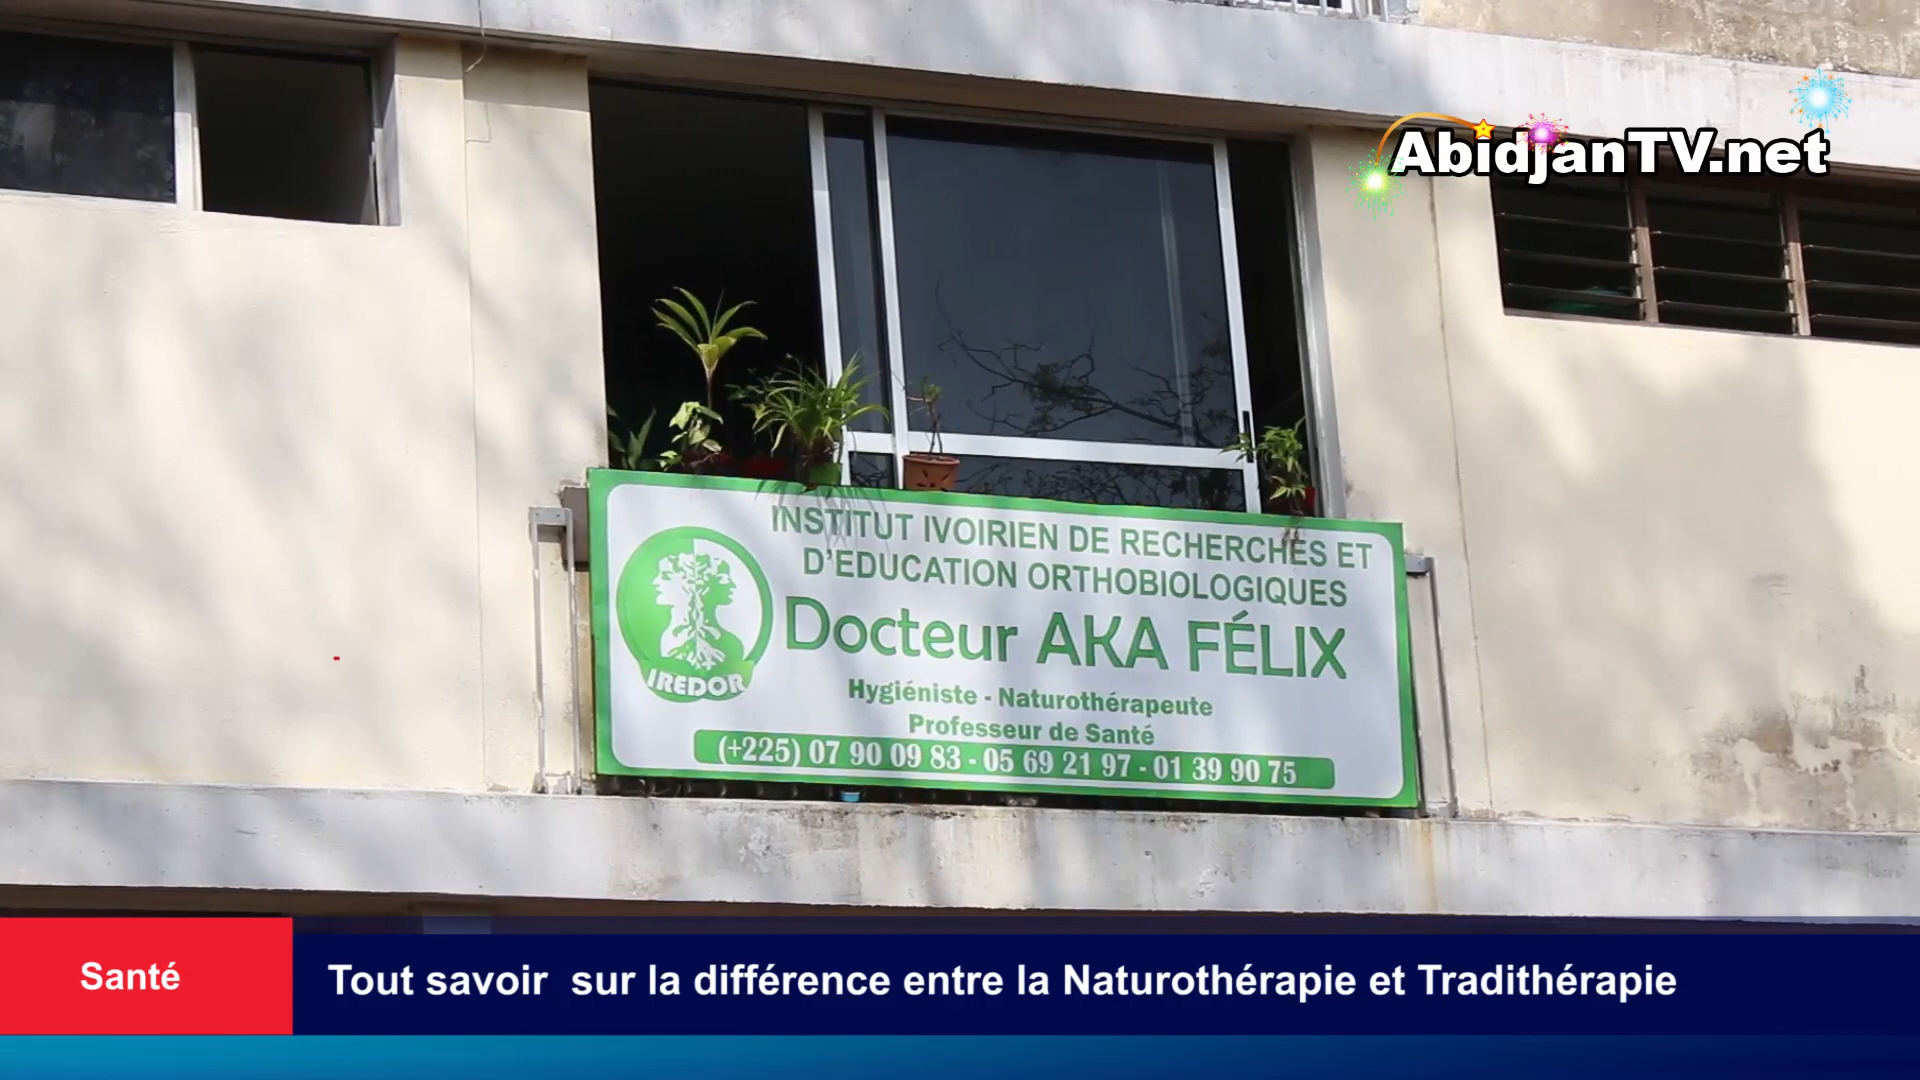 AbidjanTV.net
INSTITUT IVOIRIEN DE RECHERCHES ET
D'EDUCATION ORTHOBIOLOGIQUES
Docteur AKA FÉLIX
IREDOR
Hygiéniste - Naturothérapeute
Professeur de Santé
(+225) 07 90 09 83 - 05 69 21 97 - 01 39 90 75
Santé
Tout savoir sur la différence entre la Naturothérapie et Tradithérapie